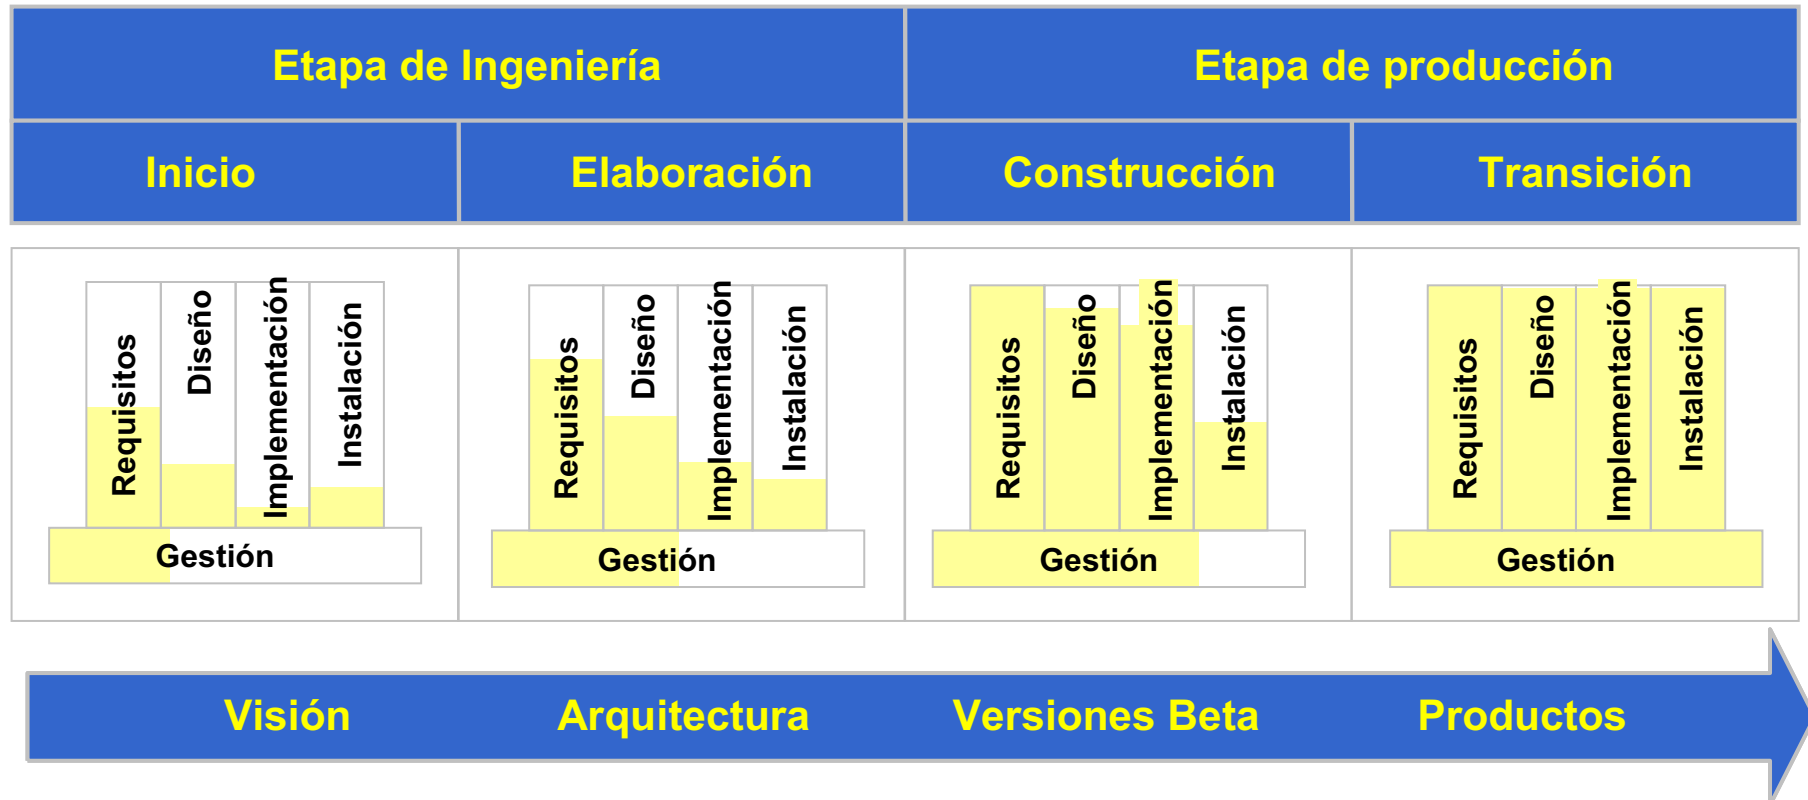 Etapa de Ingeniería
Etapa de producción
Inicio
Elaboración
Construcción
Transición
Requisitos
Diseño
Implementación
Instalación
Gestión
Requisitos
Diseño
Implementación
Instalación
Gestión
Requisitos
Diseño
Implementación
Instalación
Gestión
Requisitos
Diseño
Implementación
Instalación
Gestión
Visión
Arquitectura
Versiones Beta
Productos